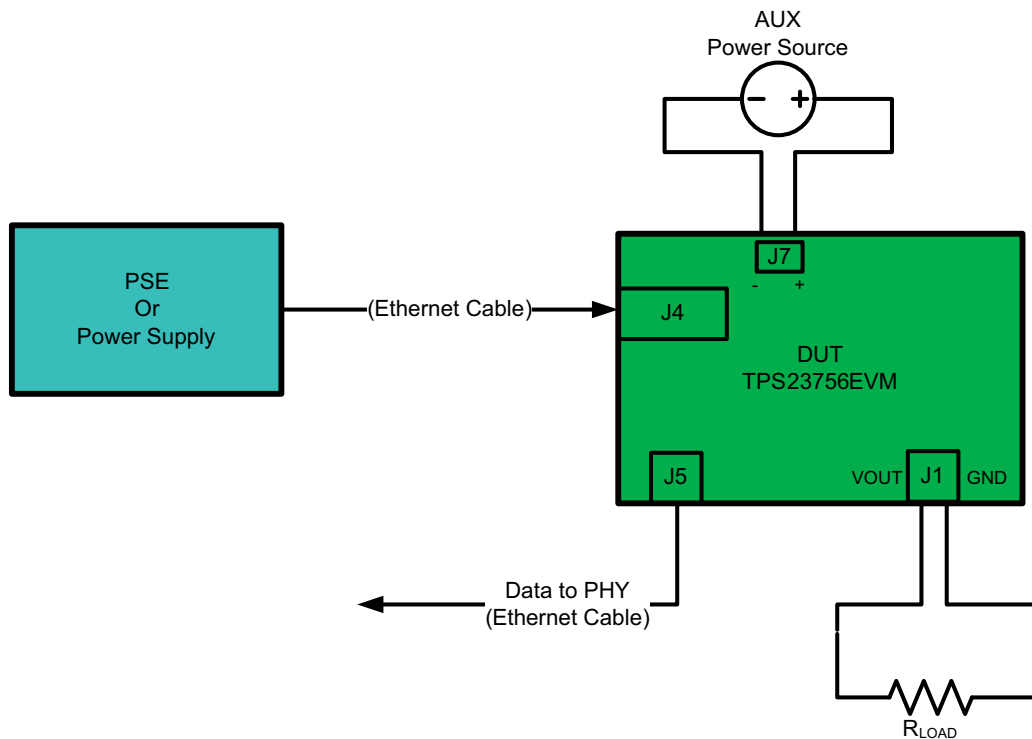 AUX
Power Source
- +
J7
- +
PSE
Or
Power Supply
(Ethernet Cable)
J4
DUT
TPS23756EVM
J5
VOUT J1 GND
Data to PHY
(Ethernet Cable)
RLOAD